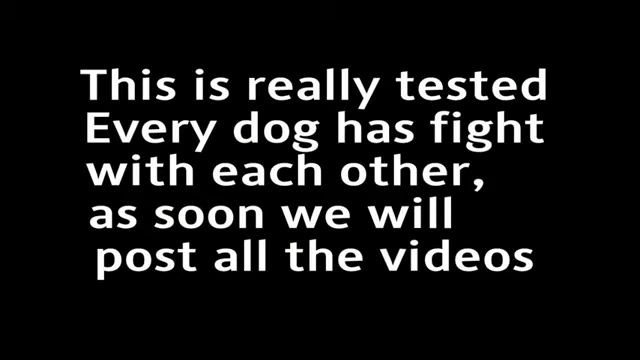 This is really tested
Every dog has fight
with each other,
as soon we will
post all the videos